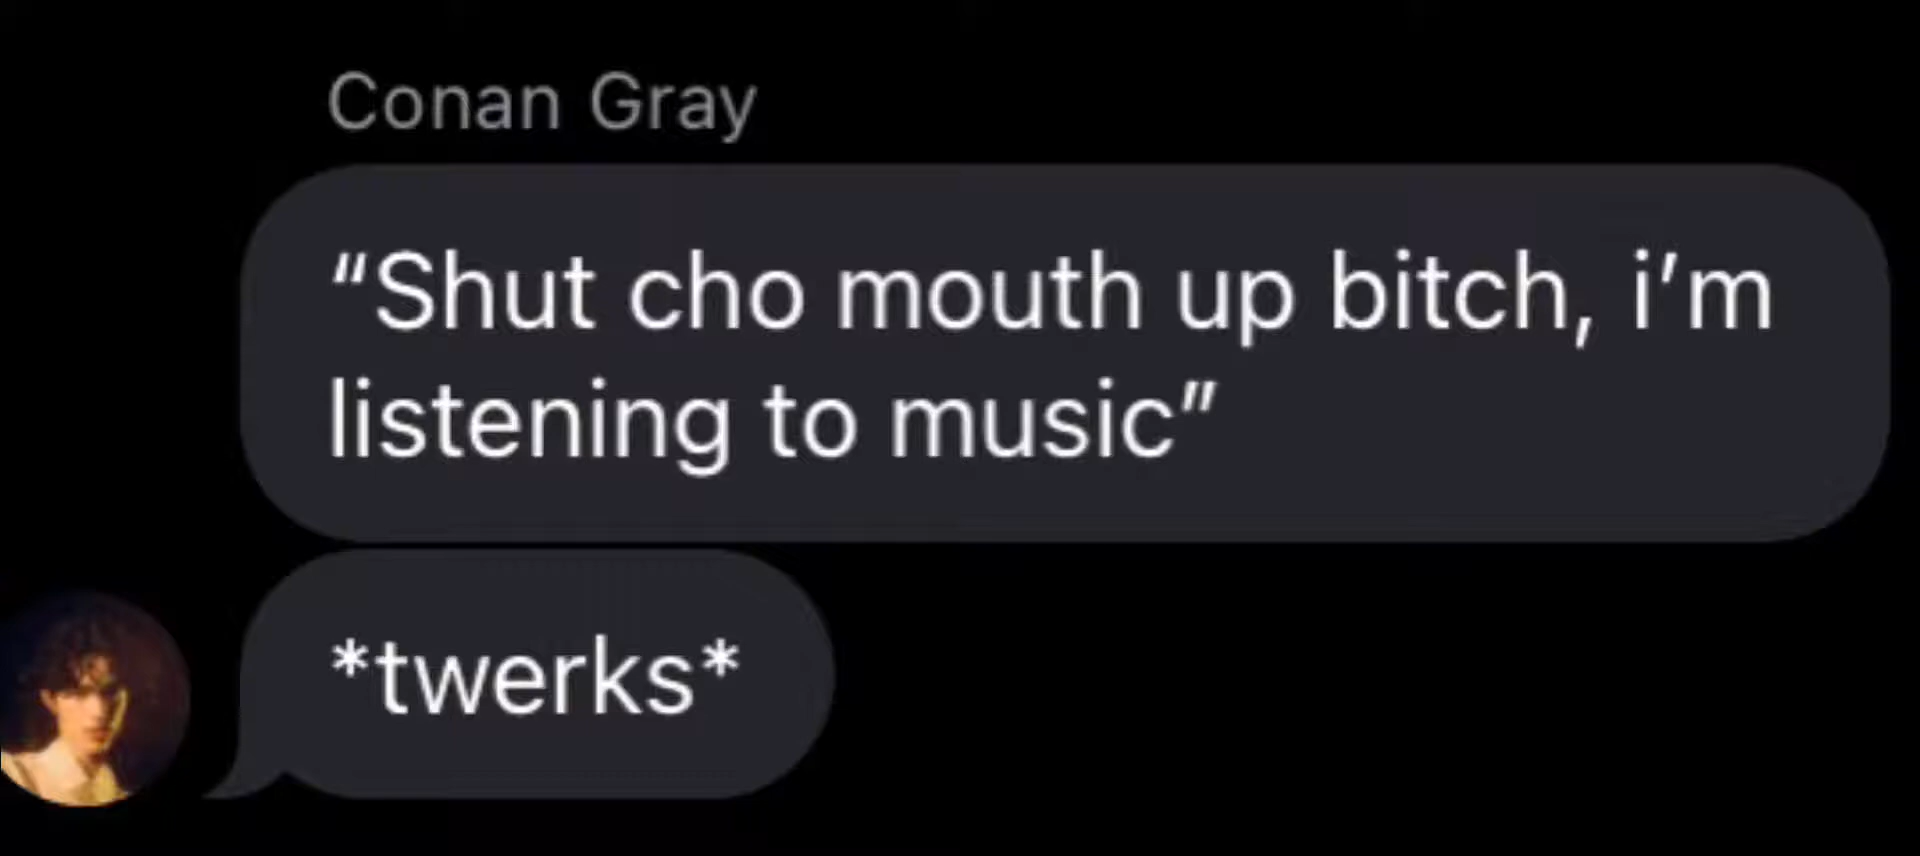 Conan Gray
“Shut cho mouth up bitch, i’m
listening to music”
*twerks*